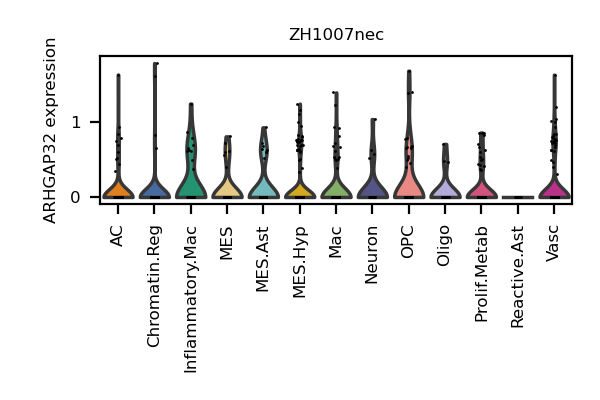 ZH1007nec
ARHGAP32 expression
1
0
AC
Chromatin.Reg
Inflammatory.Mac
MES
MES.Ast
MES.Hyp
Mac
Neuron
OPC
Oligo
Prolif.Metab
Reactive.Ast
Vasc